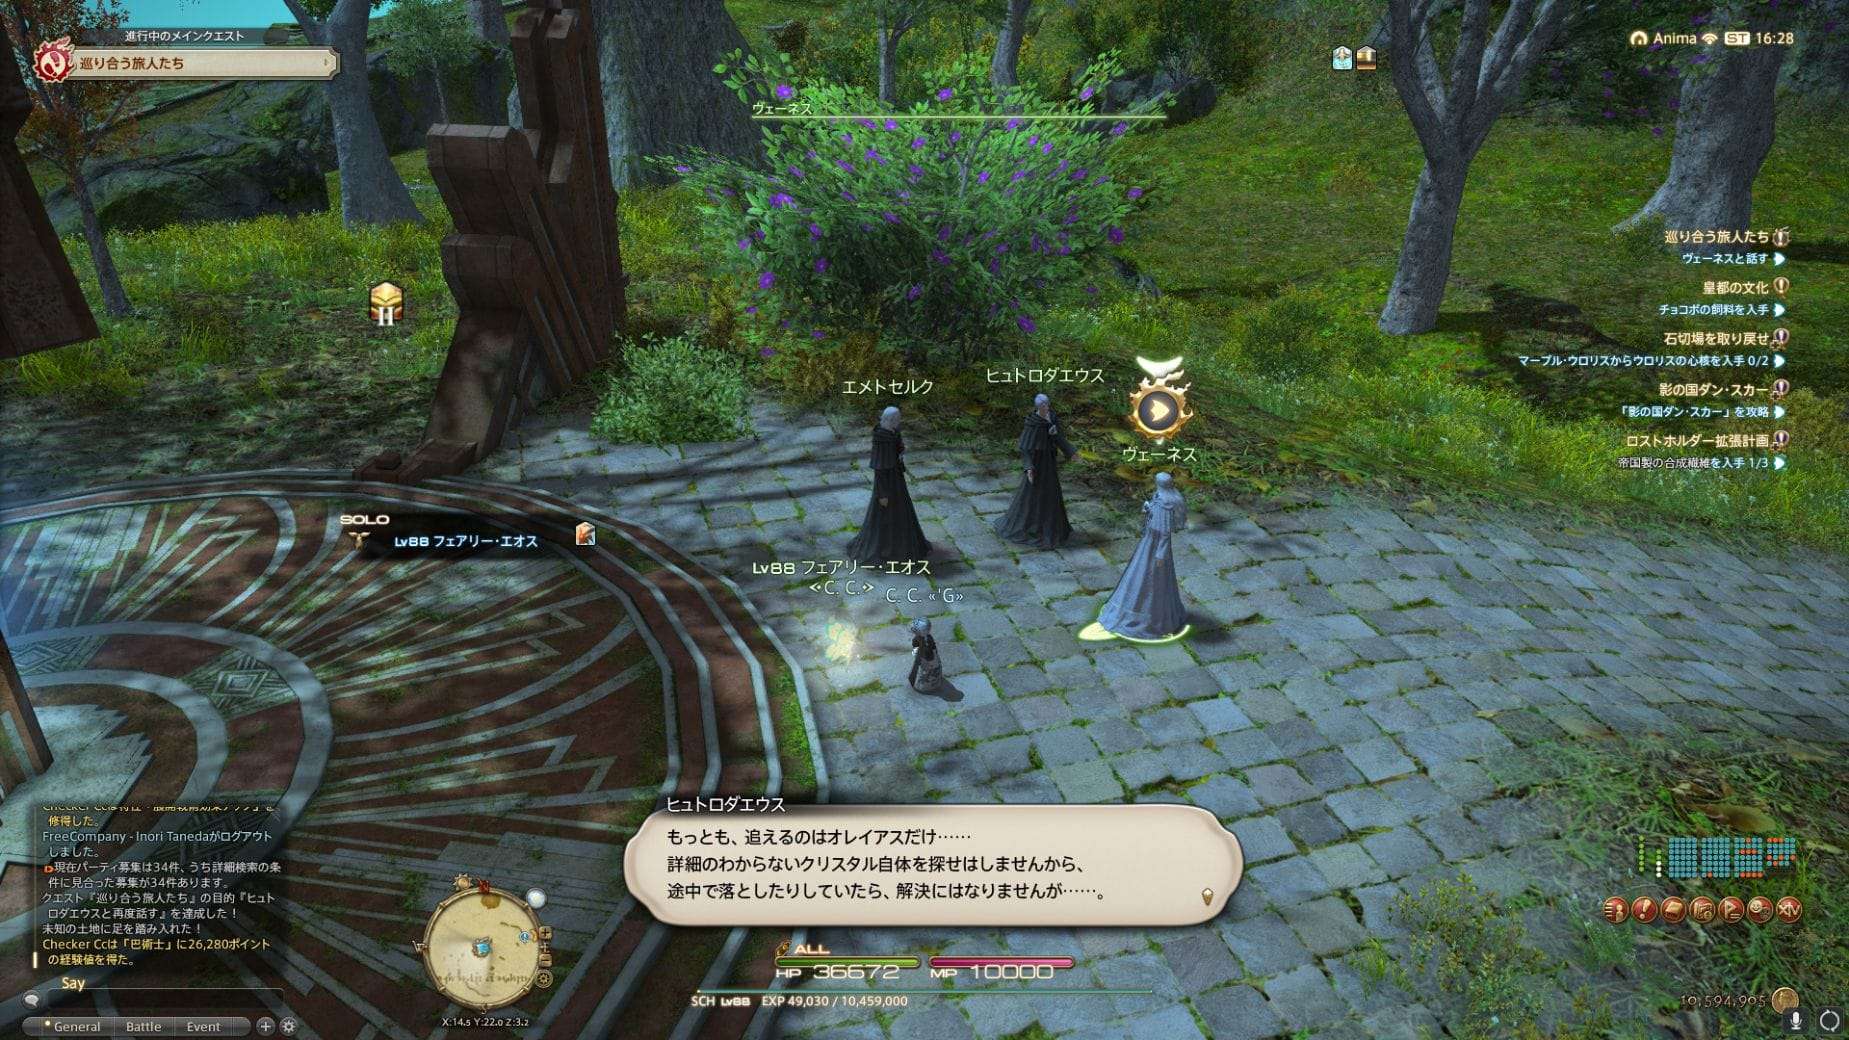 進行中のメインクエスト
巡り合う旅人たち
Anima ST 16:28
ヴェーネス
巡り合う旅人たち
ヴェーネスと話す
皇都の文化
チョコボの飼料を入手
石切場を取り戻せ
マーブル・ウロリスからウロリスの心核を入手 0/2
影の国ダン・スカー
「影の国ダン・スカー」を攻略
ロストホルダー拡張計画
帝国製の合成繊維を入手 1/3
II
エメトセルク
ヒュトロダエウス
ヴェーネス
SOLO
Lv88 フェアリー・エオス
Lv88 フェアリー・エオス
«C. C.»
C. C. «'G»
ヒュトロダエウス
もっとも、追えるのはオレイアスだけ……
詳細のわからないクリスタル自体を探せはしませんから、
途中で落としたりしていたら、解決にはなりませんが……。
修得した。
FreeCompany - Inori Tanedaがログアウト
しました。
現在パーティ募集は34件、うち詳細検索の条
件に見合った募集が34件あります。
クエスト『巡り合う旅人たち』の目的『ヒュト
ロダエウスと再度話す』を達成した！
未知の土地に足を踏み入れた！
Checker Ccは「巴術士」に26,280ポイント
の経験値を得た。
Say
General Battle Event
X:14.5 Y:22.0 Z:3.2
ALL
HP 36672 MP 10000
SCH Lv88 EXP 49,030 / 10,459,000
XIV
10,594,905